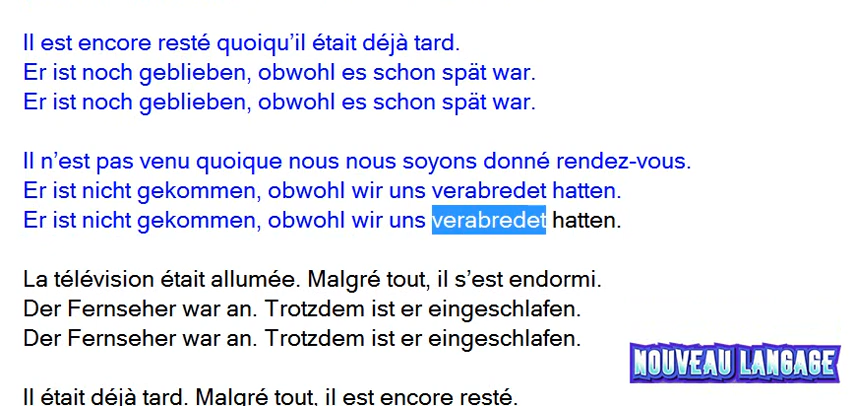 Il est encore resté quoiqu’il était déjà tard.
Er ist noch geblieben, obwohl es schon spät war.
Er ist noch geblieben, obwohl es schon spät war.
Il n’est pas venu quoique nous nous soyons donné rendez-vous.
Er ist nicht gekommen, obwohl wir uns verabredet hatten.
Er ist nicht gekommen, obwohl wir uns verabredet hatten.
La télévision était allumée. Malgré tout, il s’est endormi.
Der Fernseher war an. Trotzdem ist er eingeschlafen.
Der Fernseher war an. Trotzdem ist er eingeschlafen.
NOUVEAU LANGAGE
Il était déjà tard. Malgré tout, il est encore resté.